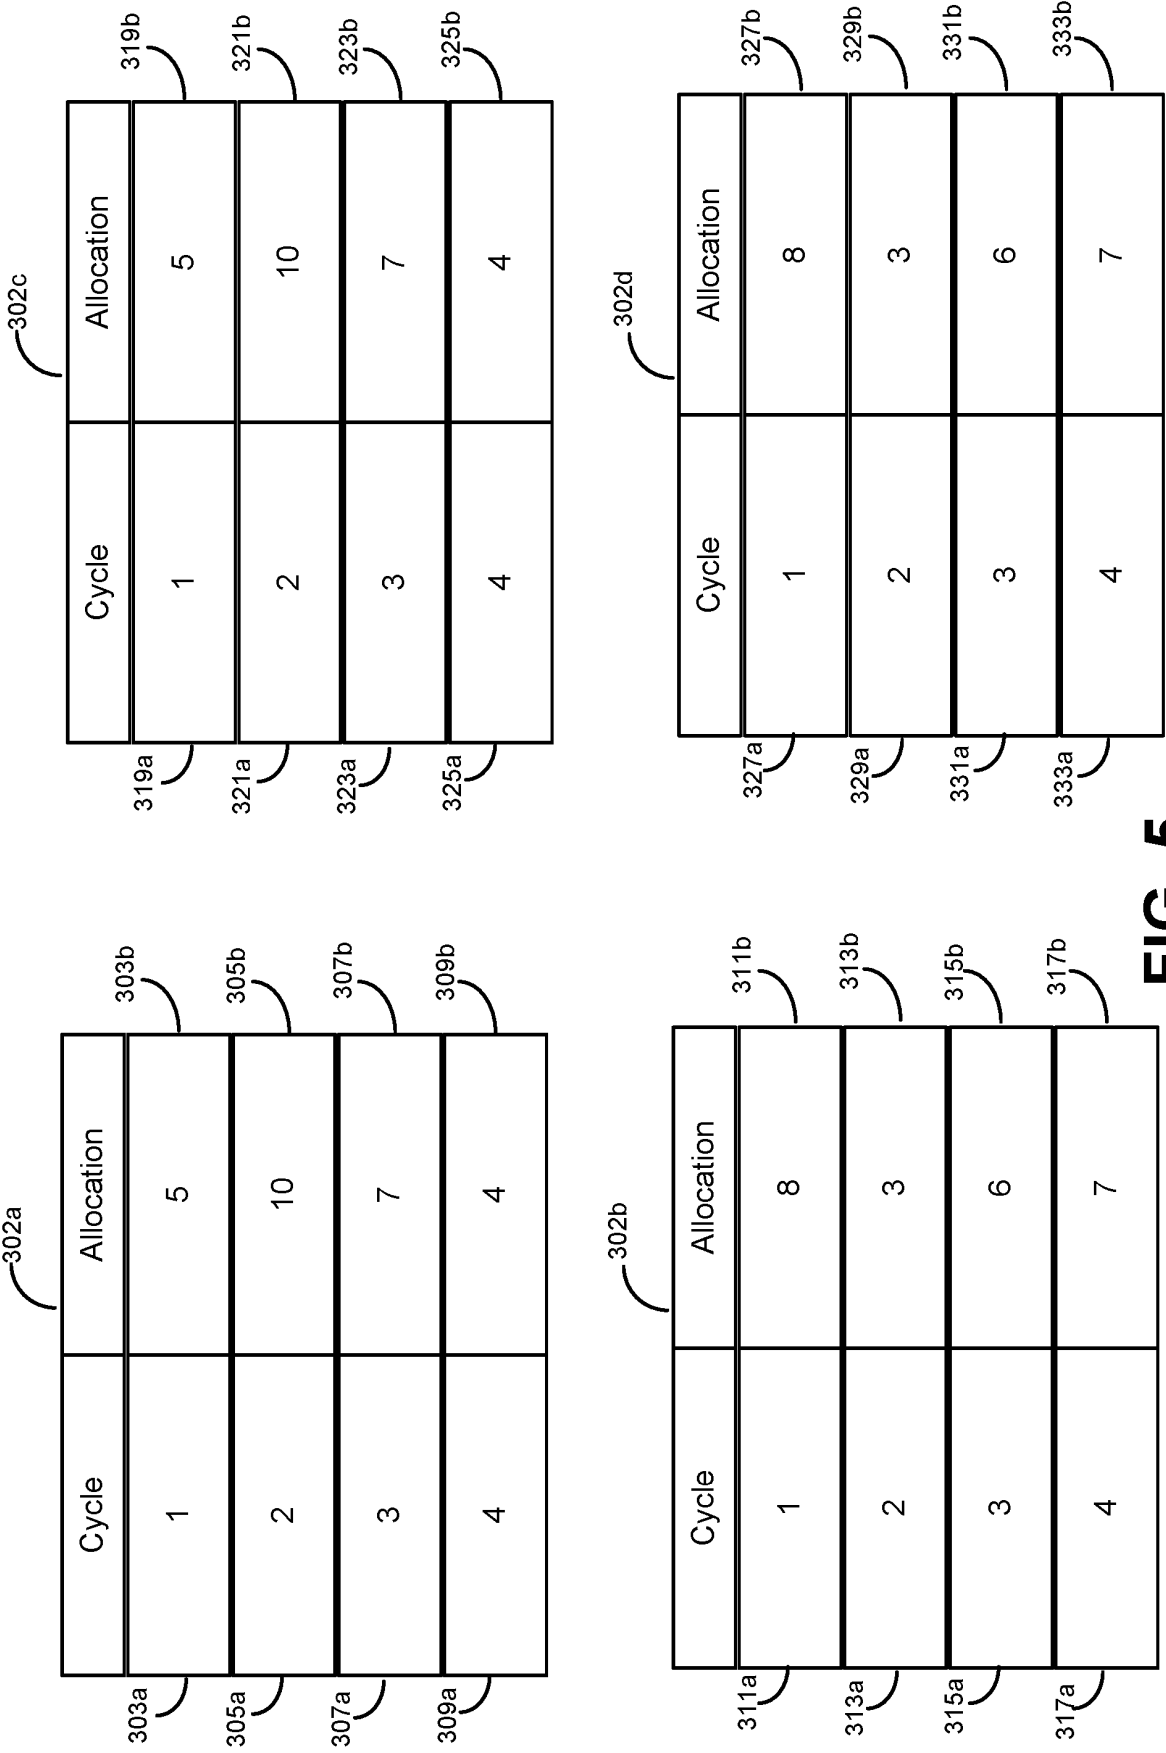 302a
Cycle Allocation
303a 1 5 303b
305a 2 10 305b
307a 3 7 307b
309a 4 4 309b
302c
Cycle Allocation
319a 1 5 319b
321a 2 10 321b
323a 3 7 323b
325a 4 4 325b
302b
Cycle Allocation
311a 1 8 311b
313a 2 3 313b
315a 3 6 315b
317a 4 7 317b
302d
Cycle Allocation
327a 1 8 327b
329a 2 3 329b
331a 3 6 331b
333a 4 7 333b
FIG. 5